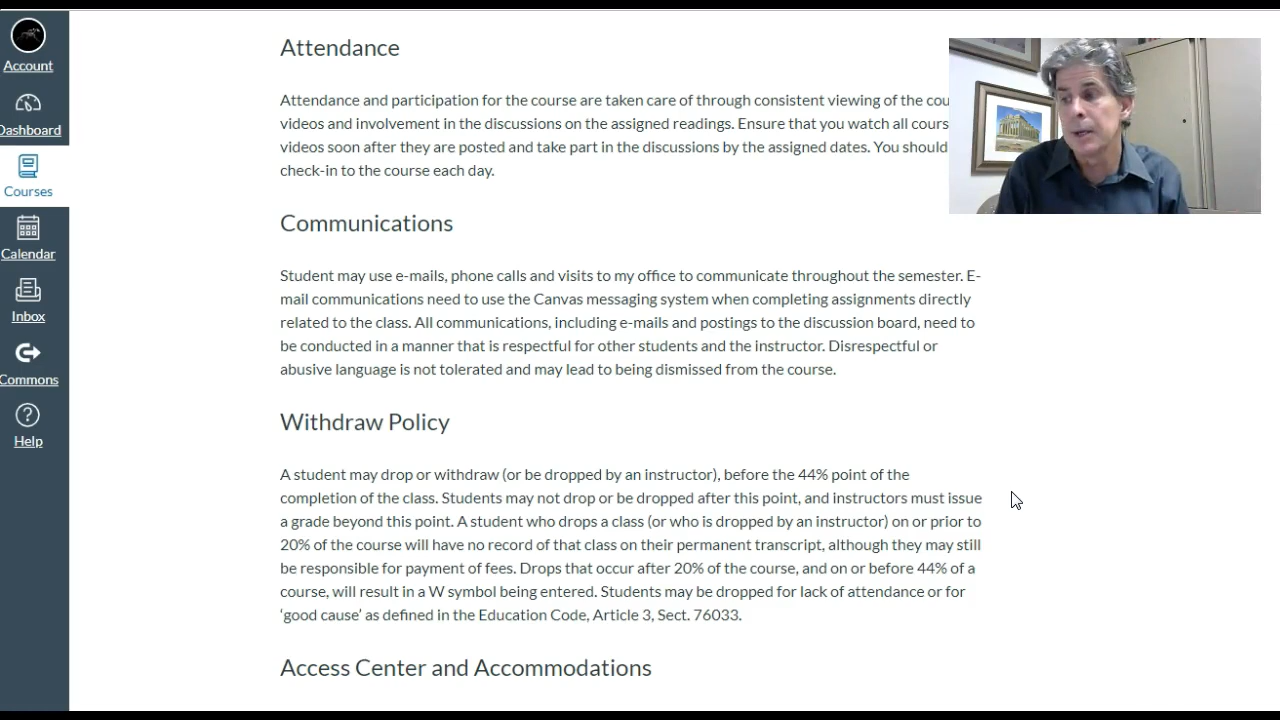 Account
Dashboard
Courses
Calendar
Inbox
Commons
Help
Attendance
Attendance and participation for the course are taken care of through consistent viewing of the cou
videos and involvement in the discussions on the assigned readings. Ensure that you watch all cours
videos soon after they are posted and take part in the discussions by the assigned dates. You should
check-in to the course each day.
Communications
Student may use e-mails, phone calls and visits to my office to communicate throughout the semester. E-
mail communications need to use the Canvas messaging system when completing assignments directly
related to the class. All communications, including e-mails and postings to the discussion board, need to
be conducted in a manner that is respectful for other students and the instructor. Disrespectful or
abusive language is not tolerated and may lead to being dismissed from the course.
Withdraw Policy
A student may drop or withdraw (or be dropped by an instructor), before the 44% point of the
completion of the class. Students may not drop or be dropped after this point, and instructors must issue
a grade beyond this point. A student who drops a class (or who is dropped by an instructor) on or prior to
20% of the course will have no record of that class on their permanent transcript, although they may still
be responsible for payment of fees. Drops that occur after 20% of the course, and on or before 44% of a
course, will result in a W symbol being entered. Students may be dropped for lack of attendance or for
‘good cause’ as defined in the Education Code, Article 3, Sect. 76033.
Access Center and Accommodations